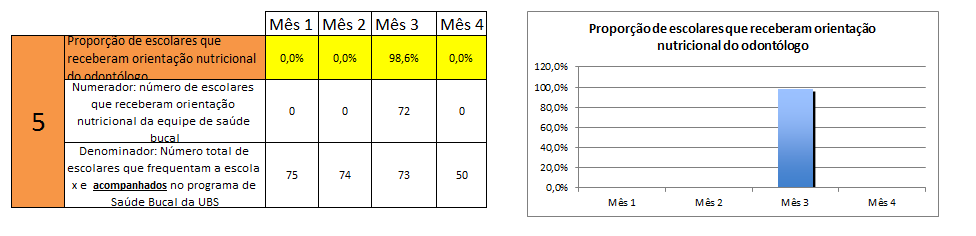 Mês 1 Mês 2 Mês 3 Mês 4
5
Proporção de escolares que
receberam orientação nutricional
do odontólogo
0,0% 0,0% 98,6% 0,0%
Numerador: número de escolares
que receberam orientação
nutricional da equipe de saúde
bucal
0 0 72 0
Denominador: Número total de
escolares que frequentam a escola
x e acompanhados no programa de
Saúde Bucal da UBS
75 74 73 50
Proporção de escolares que receberam orientação
nutricional do odontólogo
120,0%
100,0%
80,0%
60,0%
40,0%
20,0%
0,0%
Mês 1 Mês 2 Mês 3 Mês 4